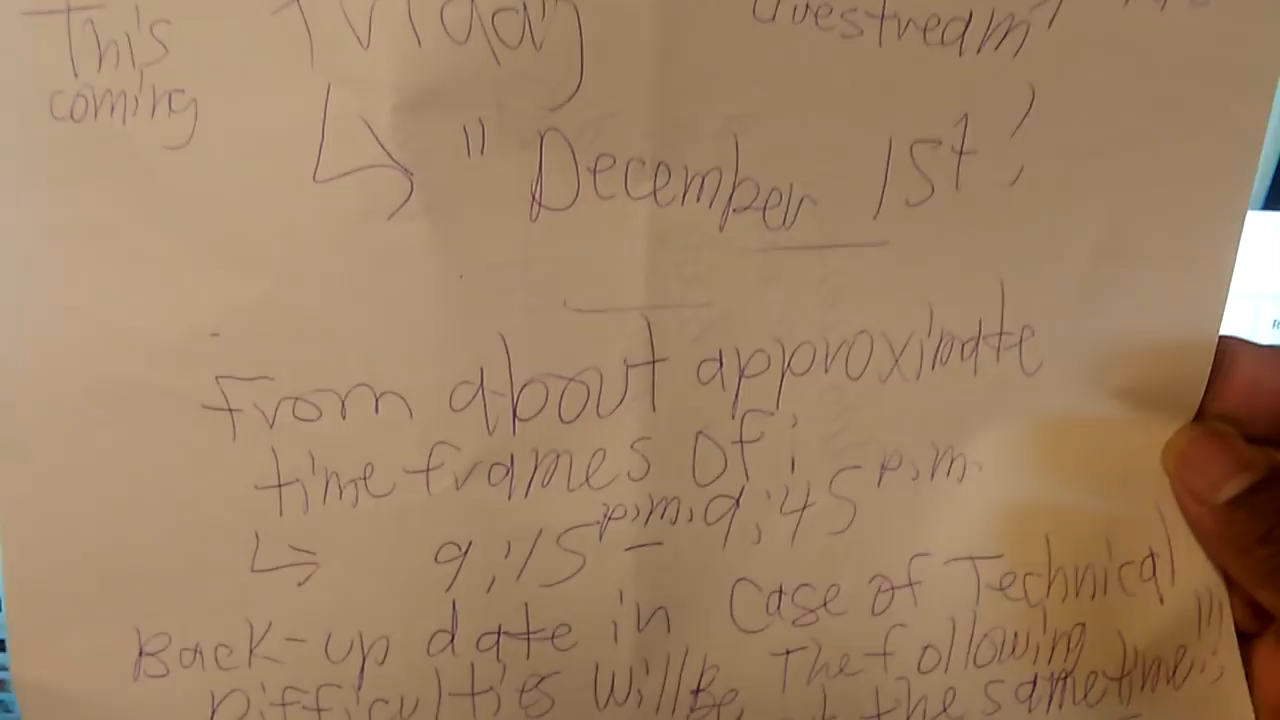 This Friday Livestream
coming
" December 1st!
From about approximate
time frames of:
9:15 p.m. - 9:45 p.m.
Back-up date in Case of Technical
Difficulties Will Be The following
at the same time"